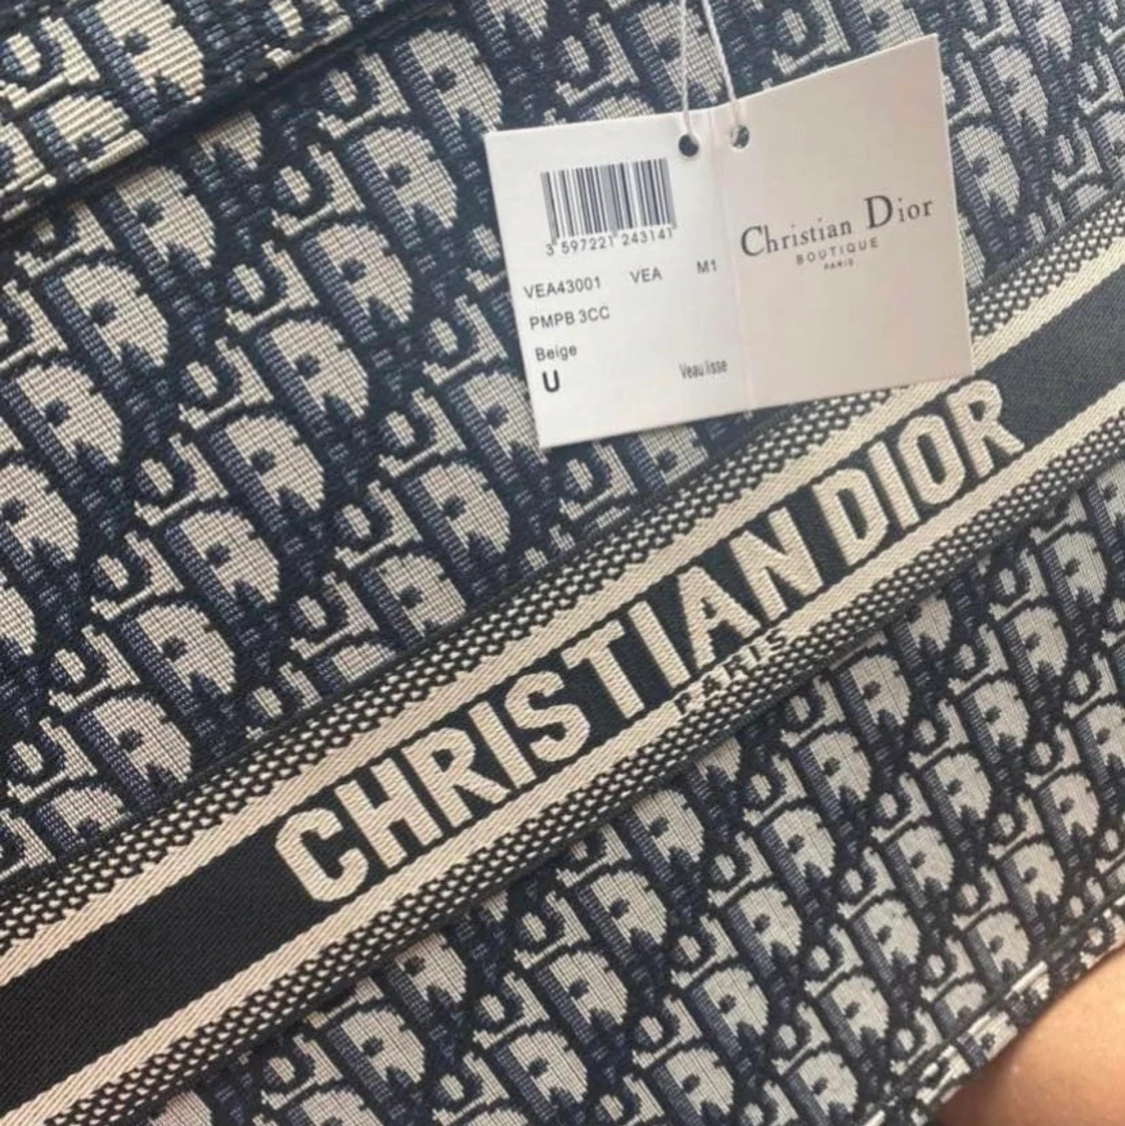 3 597221 243141
VEA43001 VEA M1
PMPB 3CC
Beige
U
Veau lisse
Christian Dior
BOUTIQUE
PARIS
CHRISTIAN DIOR
PARIS